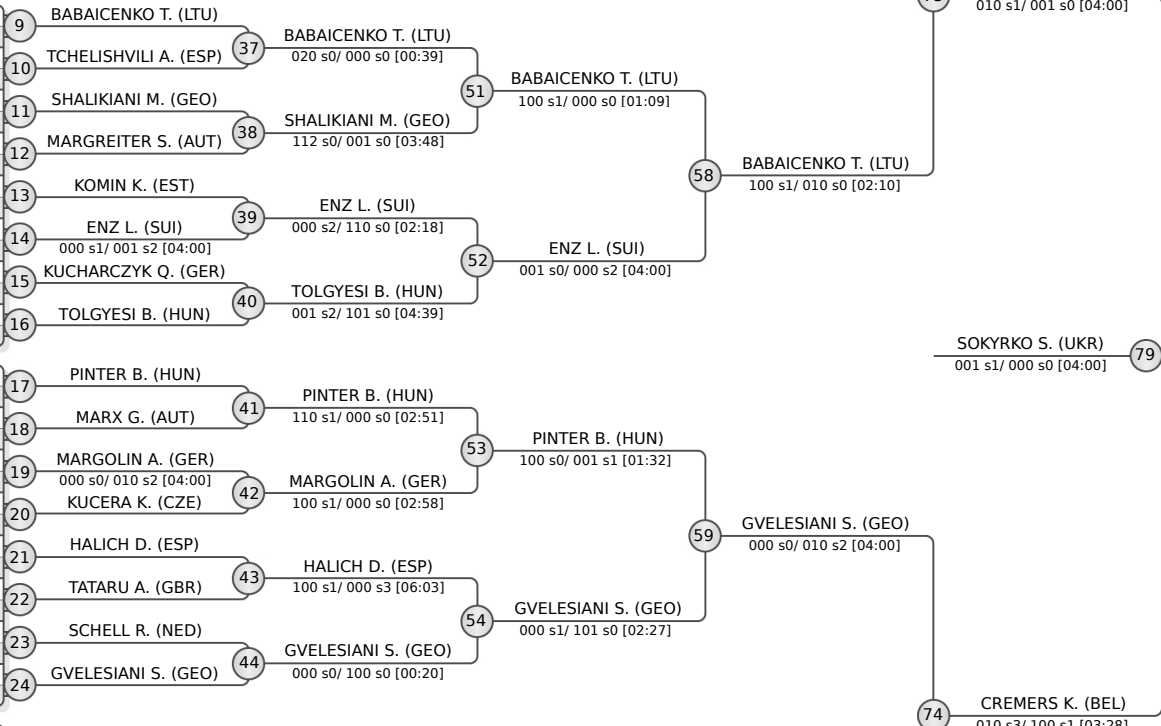 9
BABAICENKO T. (LTU)
10
TCHELISHVILI A. (ESP)
11
SHALIKIANI M. (GEO)
12
MARGREITER S. (AUT)
13
KOMIN K. (EST)
14
ENZ L. (SUI)
000 s1/ 001 s2 [04:00]
15
KUCHARCZYK Q. (GER)
16
TOLGYESI B. (HUN)
17
PINTER B. (HUN)
18
MARX G. (AUT)
19
MARGOLIN A. (GER)
000 s0/ 010 s2 [04:00]
20
KUCERA K. (CZE)
21
HALICH D. (ESP)
22
TATARU A. (GBR)
23
SCHELL R. (NED)
24
GVELESIANI S. (GEO)
37
BABAICENKO T. (LTU)
020 s0/ 000 s0 [00:39]
38
SHALIKIANI M. (GEO)
112 s0/ 001 s0 [03:48]
39
ENZ L. (SUI)
000 s2/ 110 s0 [02:18]
40
TOLGYESI B. (HUN)
001 s2/ 101 s0 [04:39]
41
PINTER B. (HUN)
110 s1/ 000 s0 [02:51]
42
MARGOLIN A. (GER)
100 s1/ 000 s0 [02:58]
43
HALICH D. (ESP)
100 s1/ 000 s3 [06:03]
44
GVELESIANI S. (GEO)
000 s0/ 100 s0 [00:20]
51
BABAICENKO T. (LTU)
100 s1/ 000 s0 [01:09]
52
ENZ L. (SUI)
001 s0/ 000 s2 [04:00]
53
PINTER B. (HUN)
100 s0/ 001 s1 [01:32]
54
GVELESIANI S. (GEO)
000 s1/ 101 s0 [02:27]
58
BABAICENKO T. (LTU)
100 s1/ 010 s0 [02:10]
59
GVELESIANI S. (GEO)
000 s0/ 010 s2 [04:00]
010 s1/ 001 s0 [04:00]
SOKYRKO S. (UKR)
001 s1/ 000 s0 [04:00]
79
74
CREMERS K. (BEL)
010 s3/ 100 s1 [03:28]